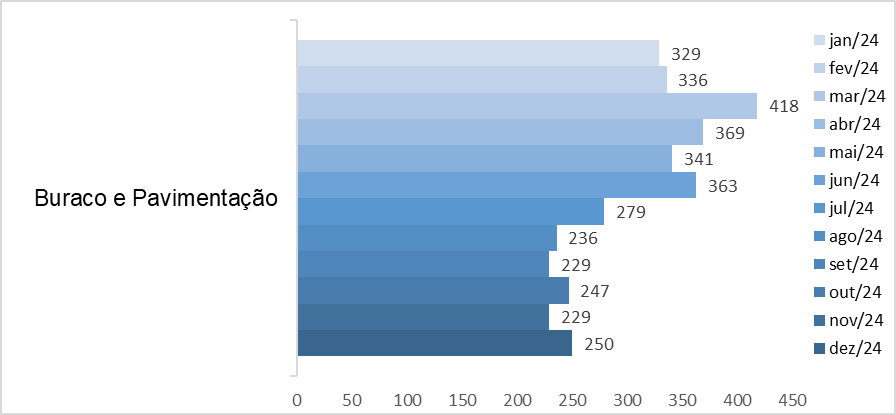 Buraco e Pavimentação
329
336
418
369
341
363
279
236
229
247
229
250
0 50 100 150 200 250 300 350 400 450
jan/24
fev/24
mar/24
abr/24
mai/24
jun/24
jul/24
ago/24
set/24
out/24
nov/24
dez/24